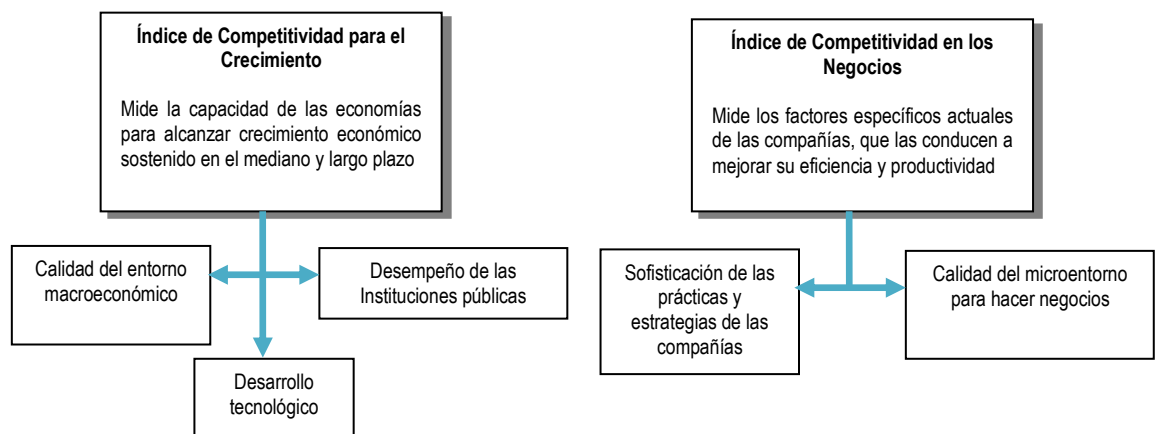 Índice de Competitividad para el
Crecimiento
Mide la capacidad de las economías
para alcanzar crecimiento económico
sostenido en el mediano y largo plazo
Calidad del entorno
macroeconómico
Desempeño de las
Instituciones públicas
Desarrollo
tecnológico
Índice de Competitividad en los
Negocios
Mide los factores específicos actuales
de las compañías, que las conducen a
mejorar su eficiencia y productividad
Sofisticación de las
prácticas y
estrategias de las
compañías
Calidad del microentorno
para hacer negocios